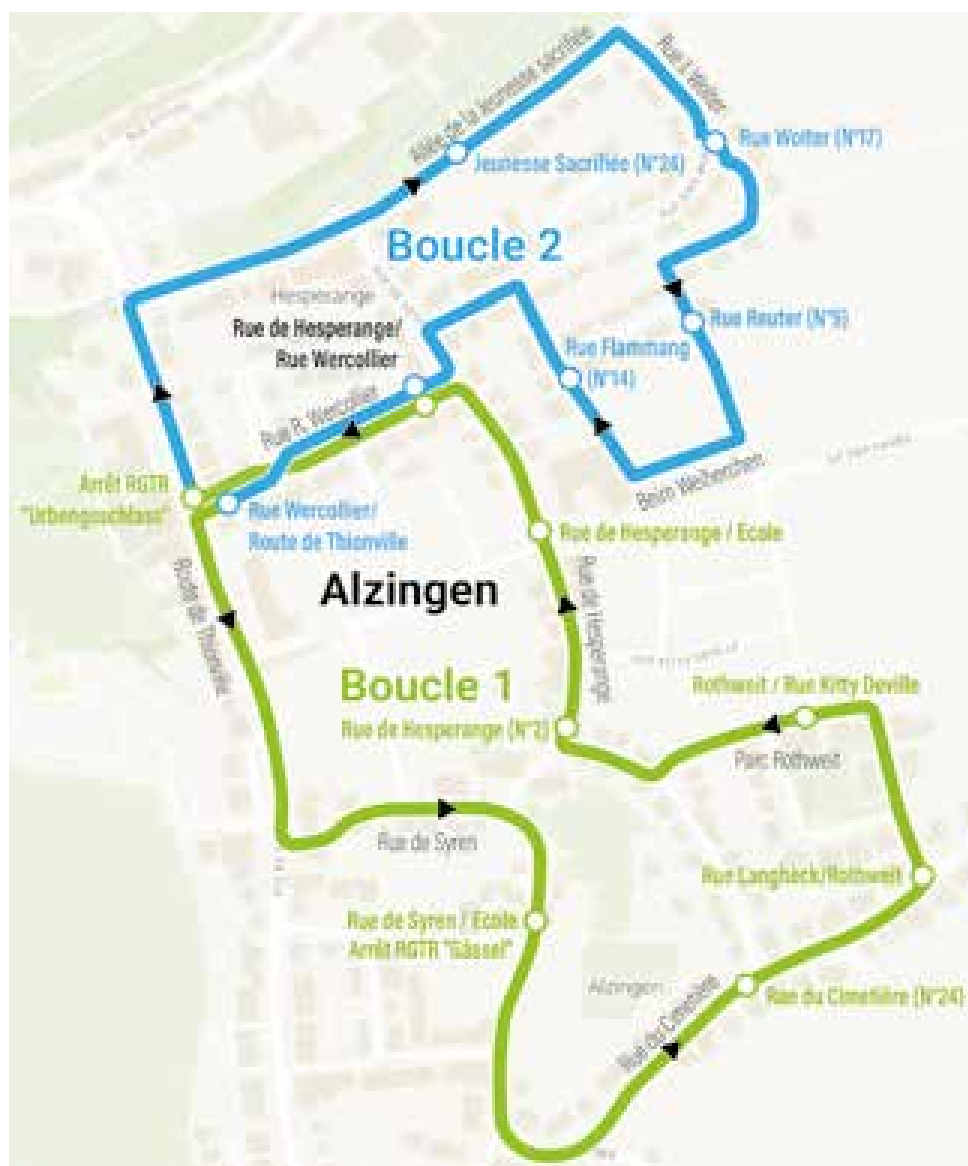 Allée de la Jeunesse sacrifiée
Rue J. Wolter
Rue Wolter (N°17)
Jeunesse Sacrifiée (N°24)
Boucle 2
Hesperange
Rue de Hesperange/
Rue Wercollier
Rue Reuter (N°9)
Rue Flammang
(N°14)
Rue R. Wercollier
Beim Weiherchen
Arrêt RGTR
"Urbengsschlass"
Rue Wercollier/
Route de Thionville
Rue de Hesperange / Ecole
Route de Thionville
Alzingen
Rue de Hesperange
Boucle 1
Rothweit / Rue Kitty Deville
Rue de Hesperange (N°2)
Parc Rothweit
Rue de Syren
Rue Langheck/Rothweit
Rue de Syren / Ecole
Arrêt RGTR "Gässel"
Alzingen
Rue du Cimetière (N°24)
Rue du Cimetière